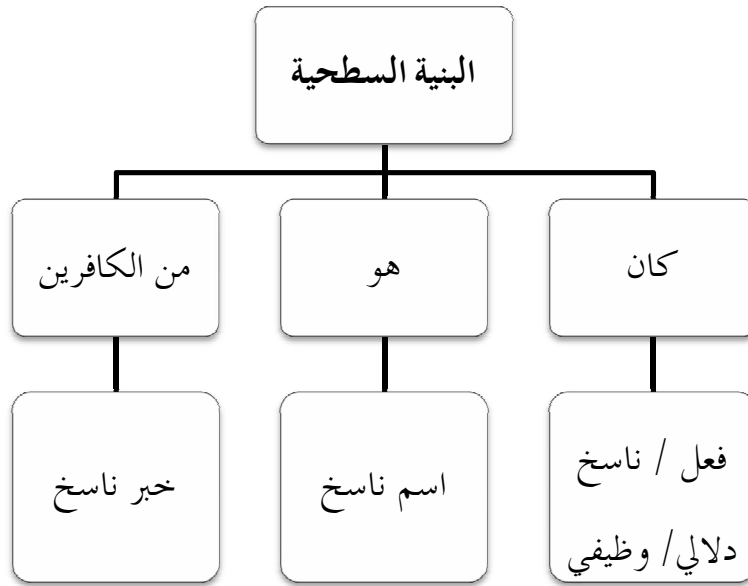 البنية السطحية
كان
هو
من الكافرين
فعل / ناسخ
دلالي/ وظيفي
اسم ناسخ
خبر ناسخ